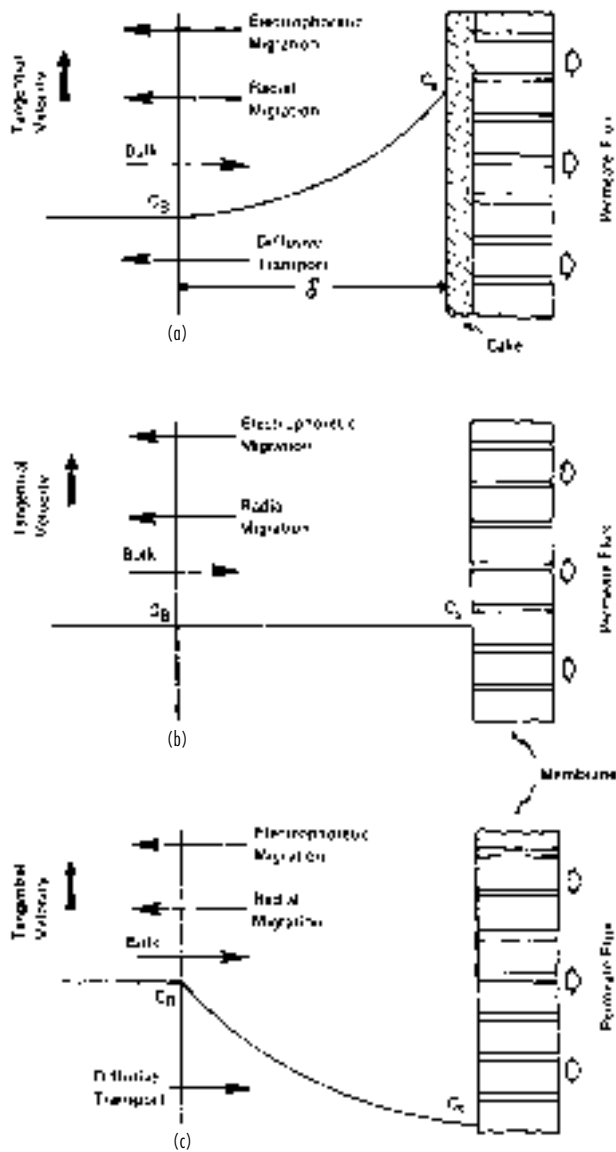 Electrophoretic
Migration
Tangential
Velocity
Radial
Migration
Bulk
C
Permeate Flux
Diffusive
Transport
δ
(a)
Cake
Electrophoretic
Migration
Tangential
Velocity
Radial
Migration
Bulk
C_B
Permeate Flux
(b)
Membrane
Electrophoretic
Migration
Tangential
Velocity
Radial
Migration
Bulk
Permeate Flux
Diffusive
Transport
(c)